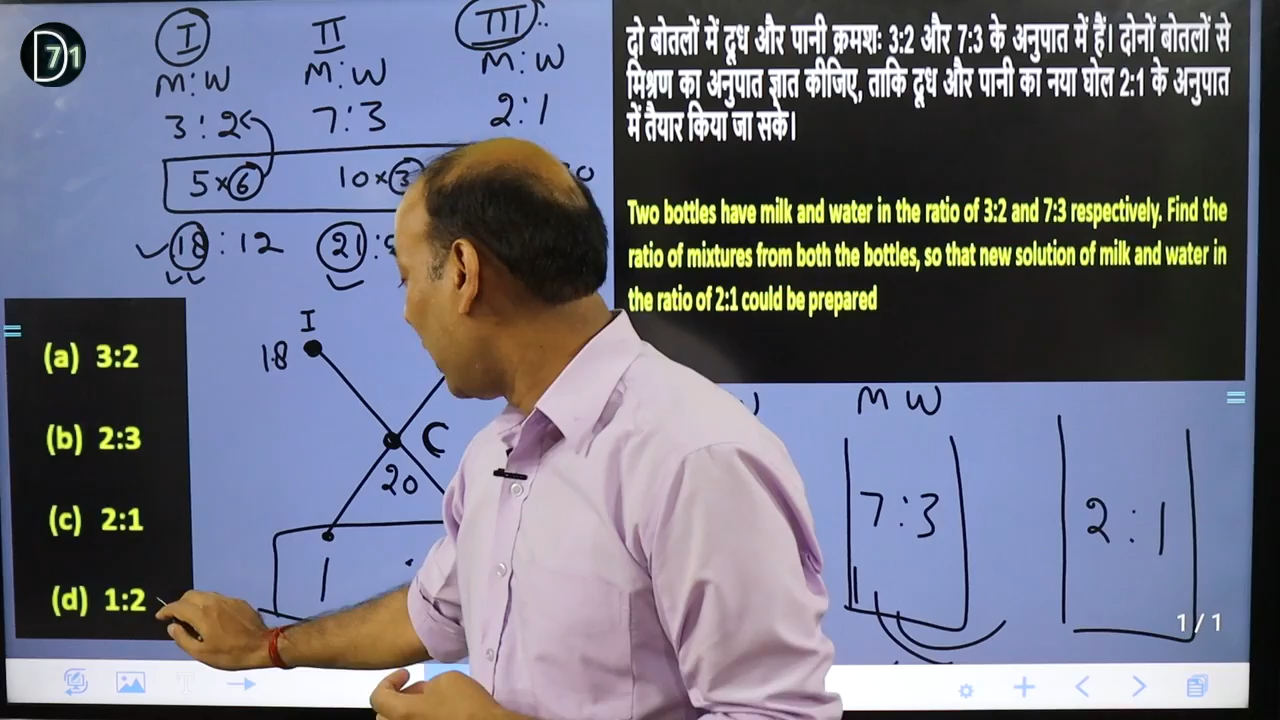 D 71
I II III
M:W M:W M:W
3:2 7:3 2:1
5×6 10×3
18:12 21:
I
18
C
20
1
(a) 3:2
(b) 2:3
(c) 2:1
(d) 1:2
दो बोतलों में दूध और पानी क्रमशः 3:2 और 7:3 के अनुपात में हैं। दोनों बोतलों से
मिश्रण का अनुपात ज्ञात कीजिए, ताकि दूध और पानी का नया घोल 2:1 के अनुपात
में तैयार किया जा सके।
Two bottles have milk and water in the ratio of 3:2 and 7:3 respectively. Find the
ratio of mixtures from both the bottles, so that new solution of milk and water in
the ratio of 2:1 could be prepared
M W
7:3
2:1
1/1